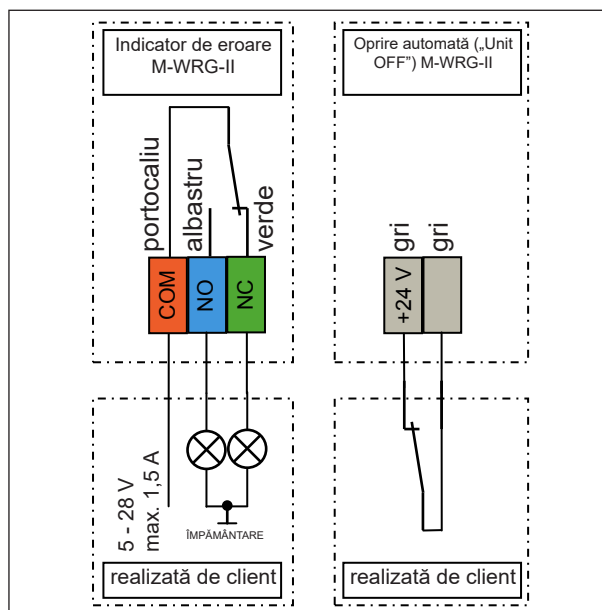 Indicator de eroare
M-WRG-II
portocaliu
albastru
verde
COM
NO
NC
5 - 28 V
max. 1,5 A
ÎMPĂMÂNTARE
realizată de client
Oprire automată („Unit
OFF”) M-WRG-II
gri
gri
+24 V
realizată de client